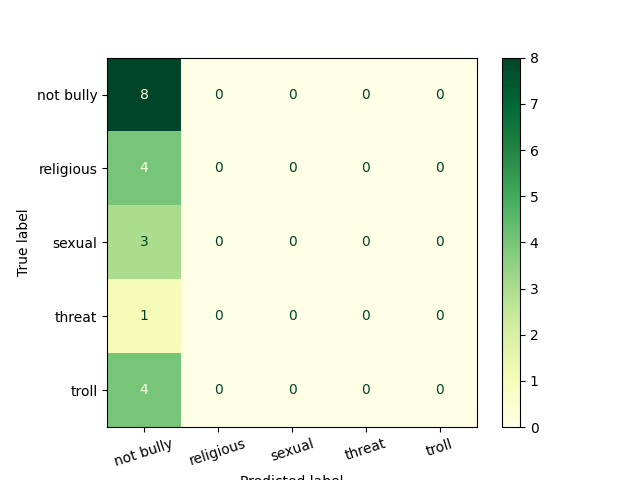 not bully 8 0 0 0 0 8
7
religious 4 0 0 0 0 6
5
sexual 3 0 0 0 0 4
3
threat 1 0 0 0 0 2
1
troll 4 0 0 0 0 0
True label
not bully religious sexual threat troll
Predicted label